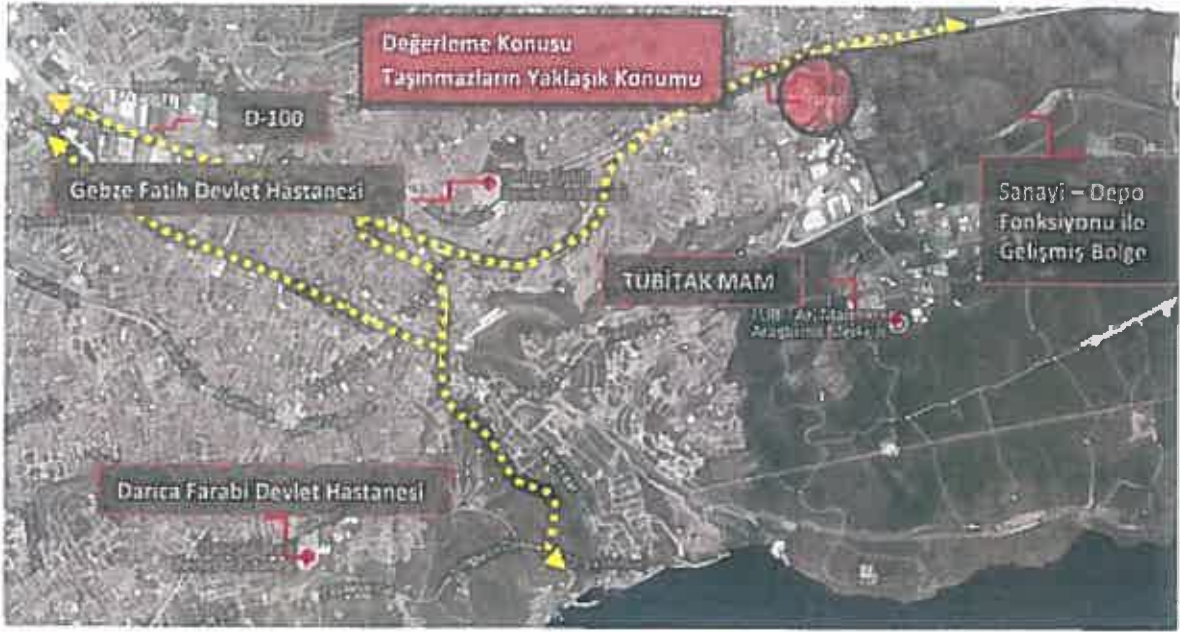 Değerleme Konusu
Taşınmazların Yaklaşık Konumu
D-100
Gebze Fatih Devlet Hastanesi
Sanayi – Depo
Fonksiyonu ile
Gelişmiş Bölge
TÜBİTAK MAM
Darıca Farabi Devlet Hastanesi